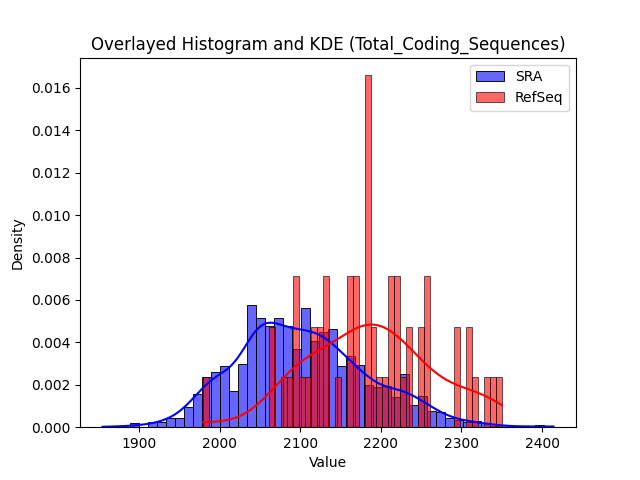 Overlayed Histogram and KDE (Total_Coding_Sequences)
SRA
RefSeq
0.016
0.014
0.012
0.010
0.008
0.006
0.004
0.002
0.000
Density
1900 2000 2100 2200 2300 2400
Value